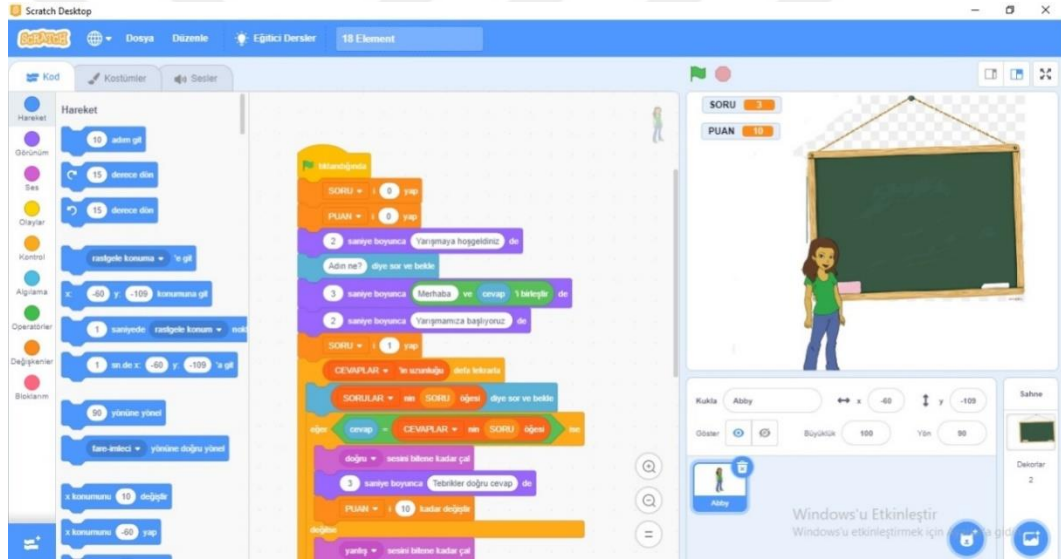 Scratch Desktop
SCRATCH
Dosya Düzenle Eğitici Dersler 18 Element
Kod Kostümler Sesler
Hareket
Görünüm
Ses
Olaylar
Kontrol
Algılama
Operatörler
Değişkenler
Bloklarım
Hareket
10 adım git
15 derece dön
15 derece dön
rastgele konuma 'e git
x: -60 y: -109 konumuna git
1 saniyede rastgele konum
1 sn.de x: -60 y: -109 'a git
90 yönüne yönel
fare-imleci yönüne doğru yönel
x konumunu 10 değiştir
x konumunu -60 yap
tıklandığında
SORU i 0 yap
PUAN i 0 yap
2 saniye boyunca Yarışmaya hoşgeldiniz de
Adın ne? diye sor ve bekle
3 saniye boyunca Merhaba ve cevap 'i birleştir de
2 saniye boyunca Yarışmamıza başlıyoruz de
SORU i 1 yap
CEVAPLAR 'in uzunluğu defa tekrarla
SORULAR nin SORU öğesi diye sor ve bekle
eğer cevap = CEVAPLAR nin SORU öğesi ise
doğru sesini bitene kadar çal
3 saniye boyunca Tebrikler doğru cevap de
PUAN i 10 kadar değiştir
değilse
yanlış sesini bitene kadar çal
SORU 3
PUAN 10
Kukla Abby x -60 y -109
Göster Büyüklük 100 Yön 90
Abby
Sahne
Dekorlar
2
Windows'u Etkinleştir
Windows'u etkinleştirmek için